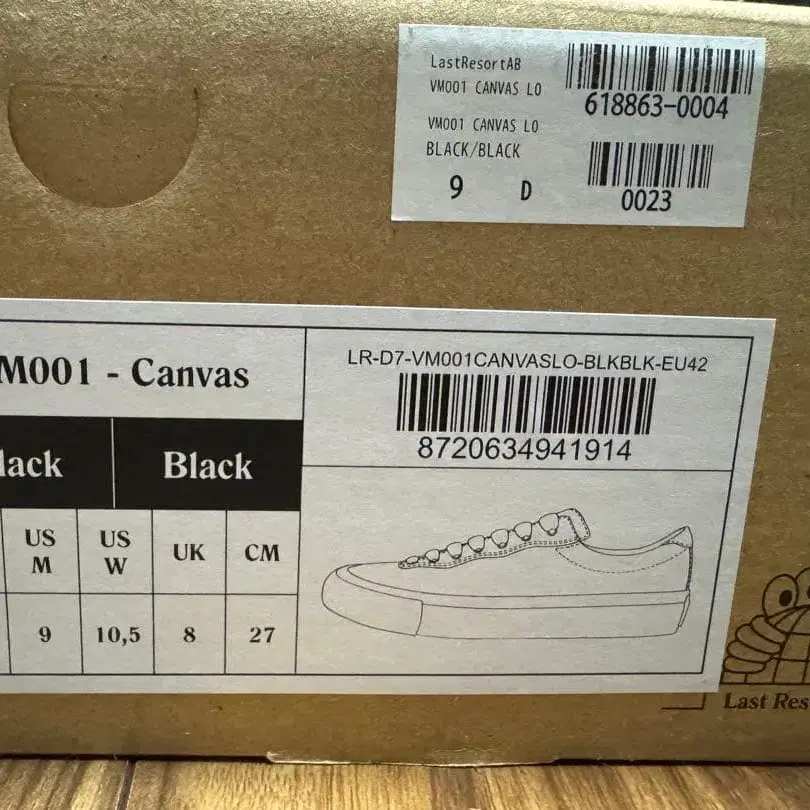 LastResortAB
VM001 CANVAS LO
618863-0004
VM001 CANVAS LO
BLACK/BLACK
9 D
0023
M001 - Canvas
lack Black
US M US W UK CM
9 10,5 8 27
LR-D7-VM001CANVASLO-BLKBLK-EU42
8720634941914
Last Res